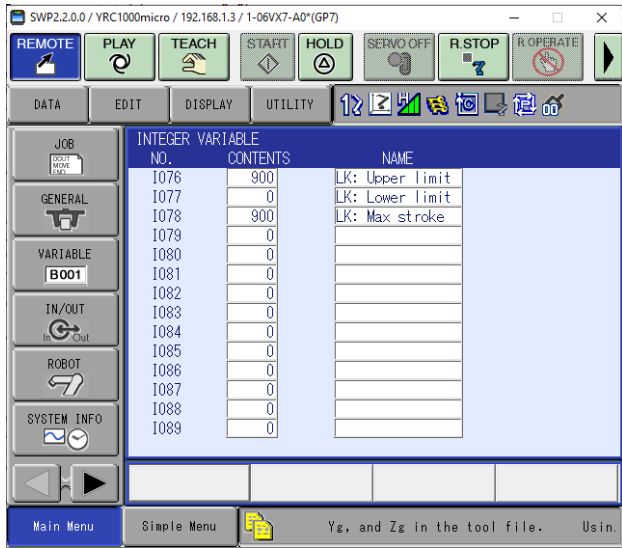 SWP2.2.0.0 / YRC1000micro / 192.168.1.3 / 1-06VX7-A0*(GP7)
REMOTE PLAY TEACH START HOLD SERVO OFF R.STOP R.OPERATE
DATA EDIT DISPLAY UTILITY
JOB
DOUT
MOVE
END
GENERAL
VARIABLE
B001
IN/OUT
In Out
ROBOT
SYSTEM INFO
INTEGER VARIABLE
NO. CONTENTS NAME
I076 900 LK: Upper limit
I077 0 LK: Lower limit
I078 900 LK: Max stroke
I079 0
I080 0
I081 0
I082 0
I083 0
I084 0
I085 0
I086 0
I087 0
I088 0
I089 0
Main Menu Simple Menu Yg, and Zg in the tool file. Usin.